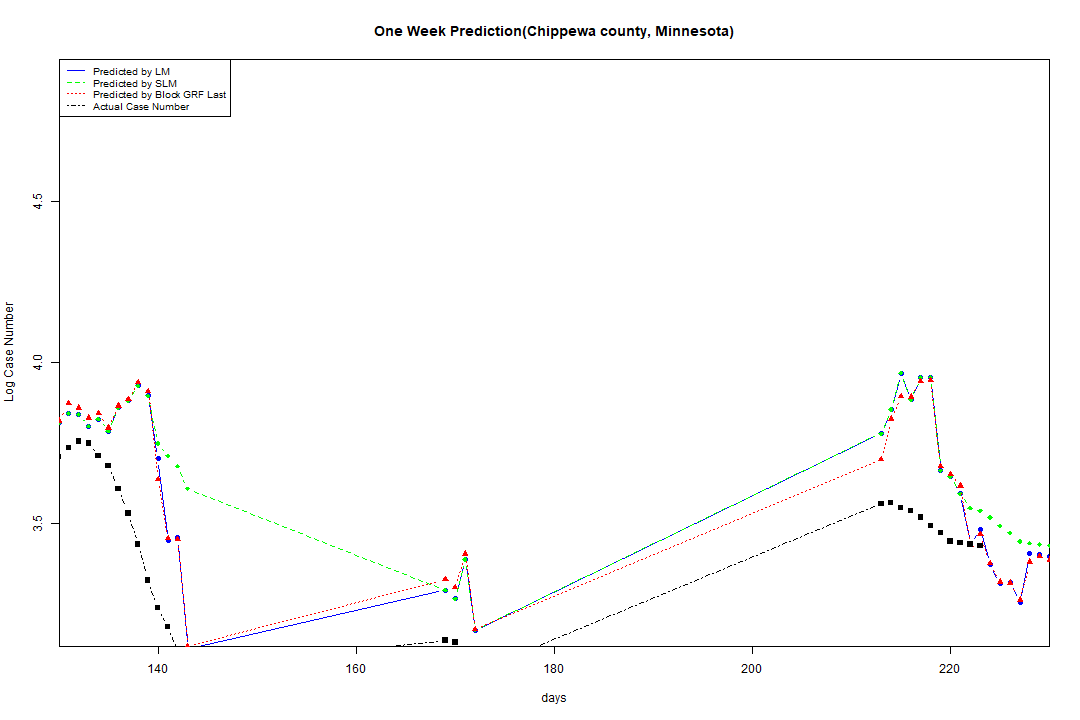 One Week Prediction(Chippewa county, Minnesota)
Predicted by LM
Predicted by SLM
Predicted by Block GRF Last
Actual Case Number
4.5
4.0
3.5
Log Case Number
140 160 180 200 220
days